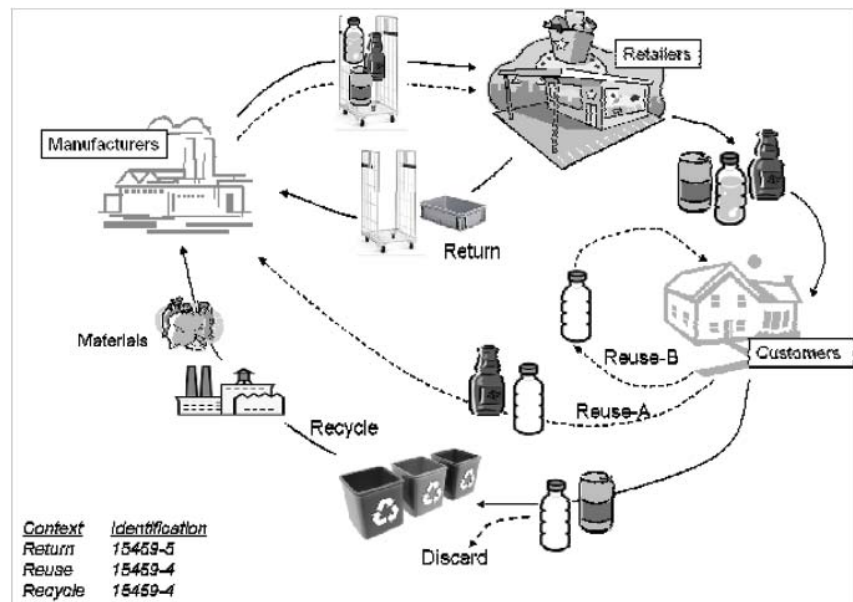 Retailers
Manufacturers
Return
Materials
Reuse-B
Customers
Reuse-A
Recycle
Discard
Context Identification
Return 15459-5
Reuse 15459-4
Recycle 15459-4